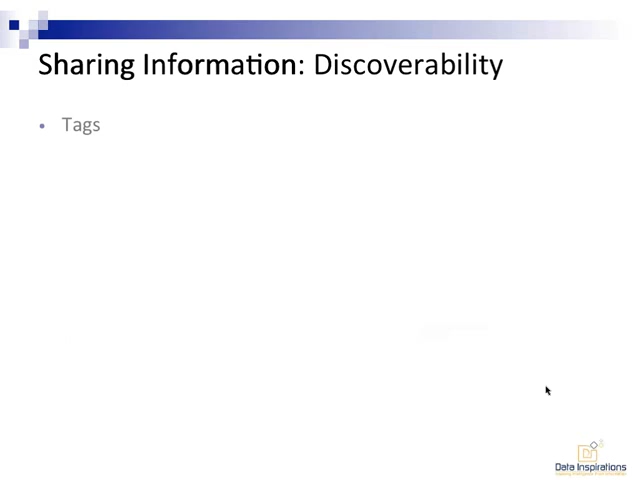 Sharing Information: Discoverability
• Tags
Data Inspirations